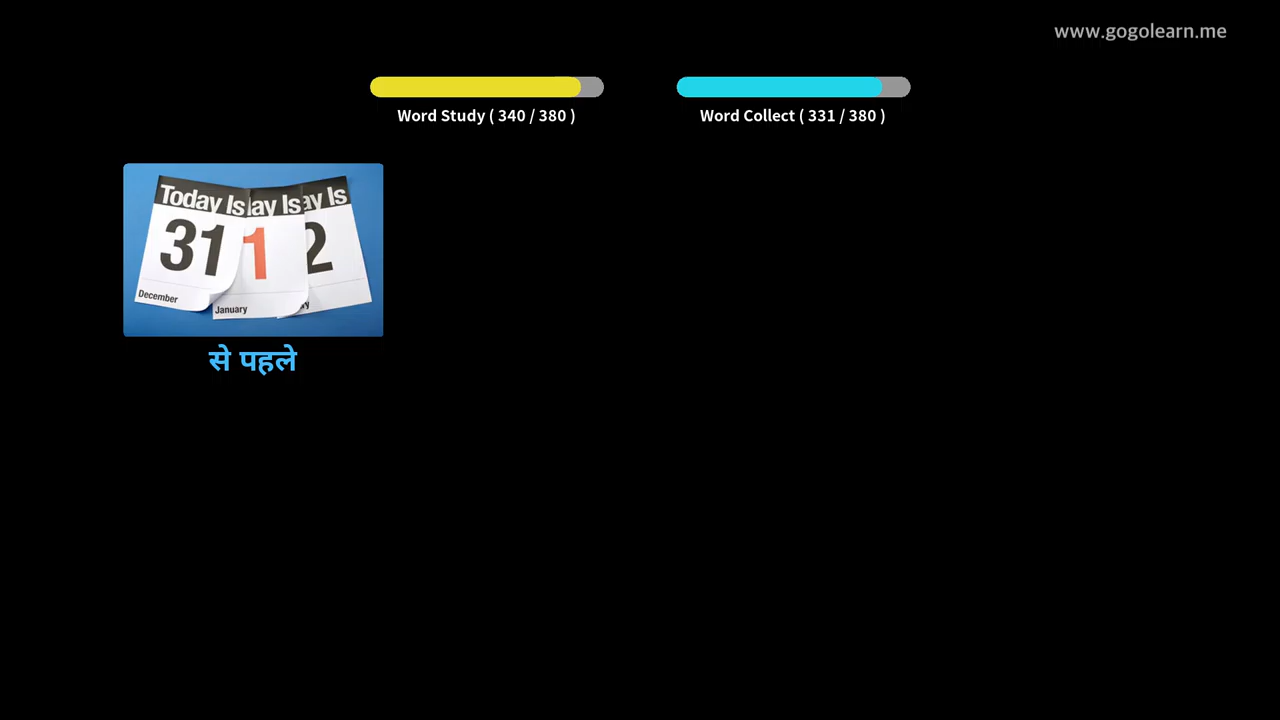 www.gogolearn.me
Word Study ( 340 / 380 )
Word Collect ( 331 / 380 )
Today Is ay Is ay Is
31 1 2
December
January
से पहले